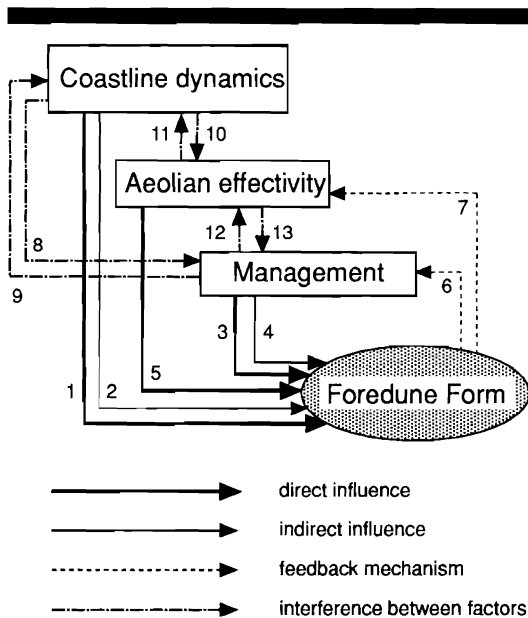 Coastline dynamics
11
10
Aeolian effectivity
7
8
12
13
Management
9
6
3
4
1
2
5
Foredune Form
direct influence
indirect influence
feedback mechanism
interference between factors